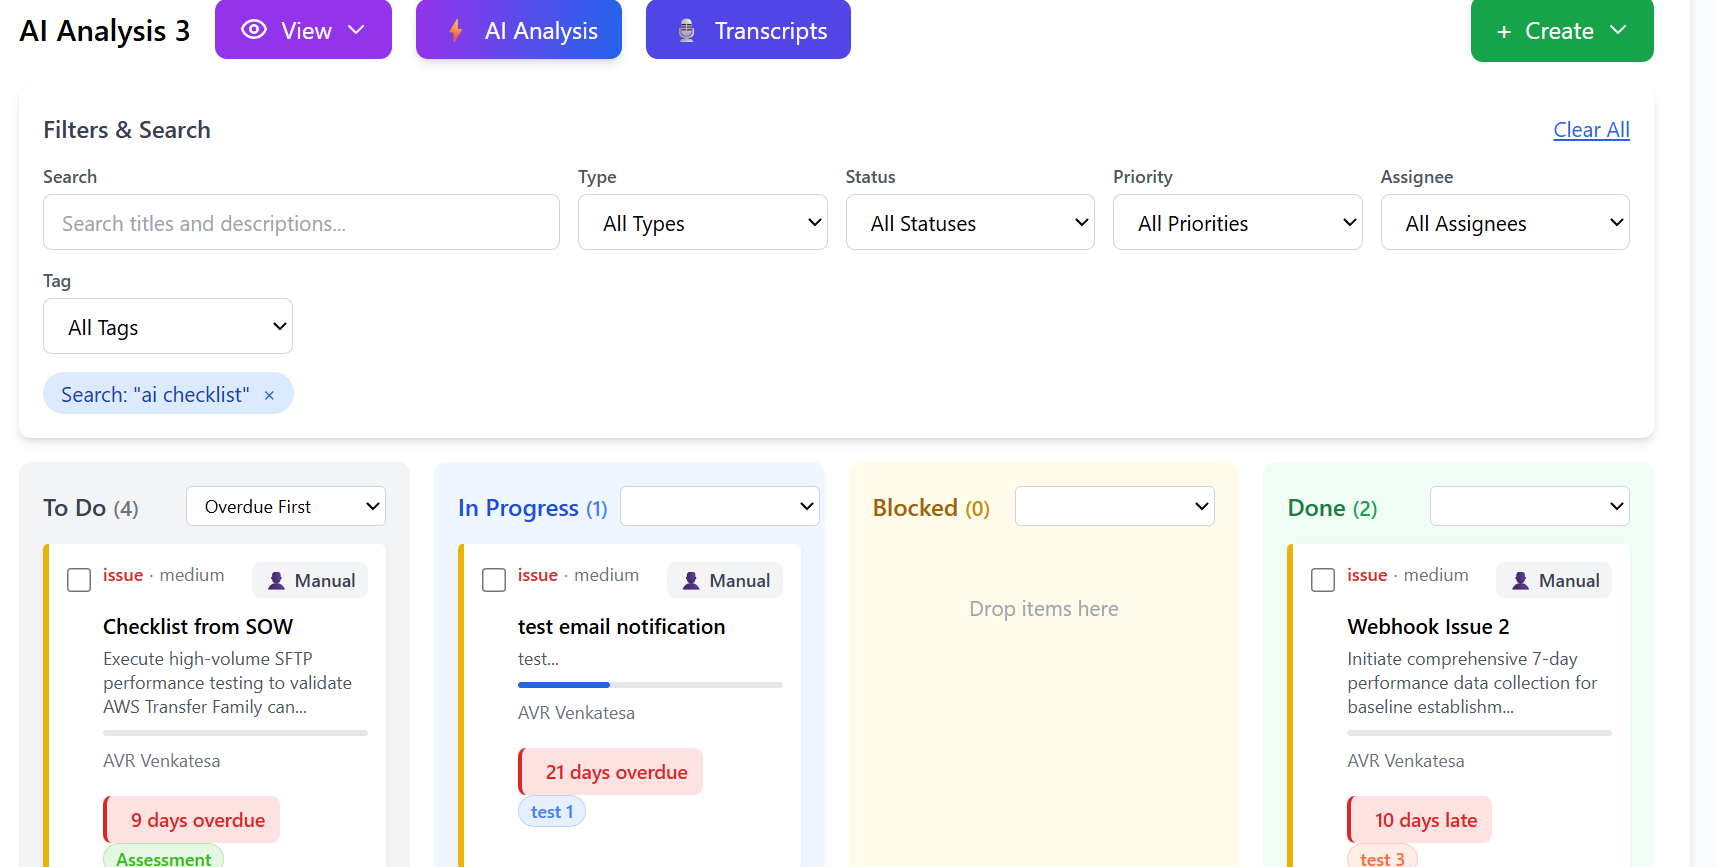 AI Analysis 3
View
AI Analysis
Transcripts
+ Create
Filters & Search
Clear All
Search
Type
Status
Priority
Assignee
Search titles and descriptions...
All Types
All Statuses
All Priorities
All Assignees
Tag
All Tags
Search: "ai checklist" ×
To Do (4)
Overdue First
issue · medium
Manual
Checklist from SOW
Execute high-volume SFTP
performance testing to validate
AWS Transfer Family can...
AVR Venkatesa
9 days overdue
Assessment
In Progress (1)
issue · medium
Manual
test email notification
test...
AVR Venkatesa
21 days overdue
test 1
Blocked (0)
Drop items here
Done (2)
issue · medium
Manual
Webhook Issue 2
Initiate comprehensive 7-day
performance data collection for
baseline establishm...
AVR Venkatesa
10 days late
test 3